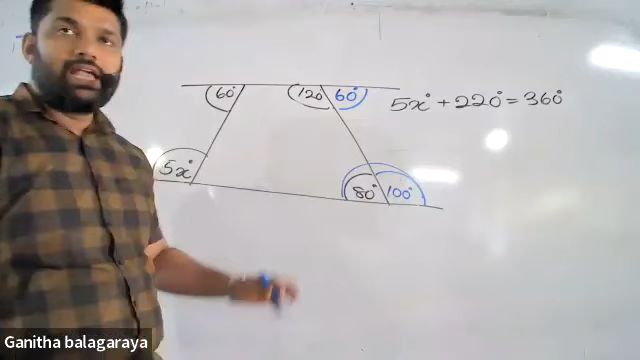 60°
120
60°
5x° + 220° = 360°
5x°
80°
100°
Ganitha balagaraya